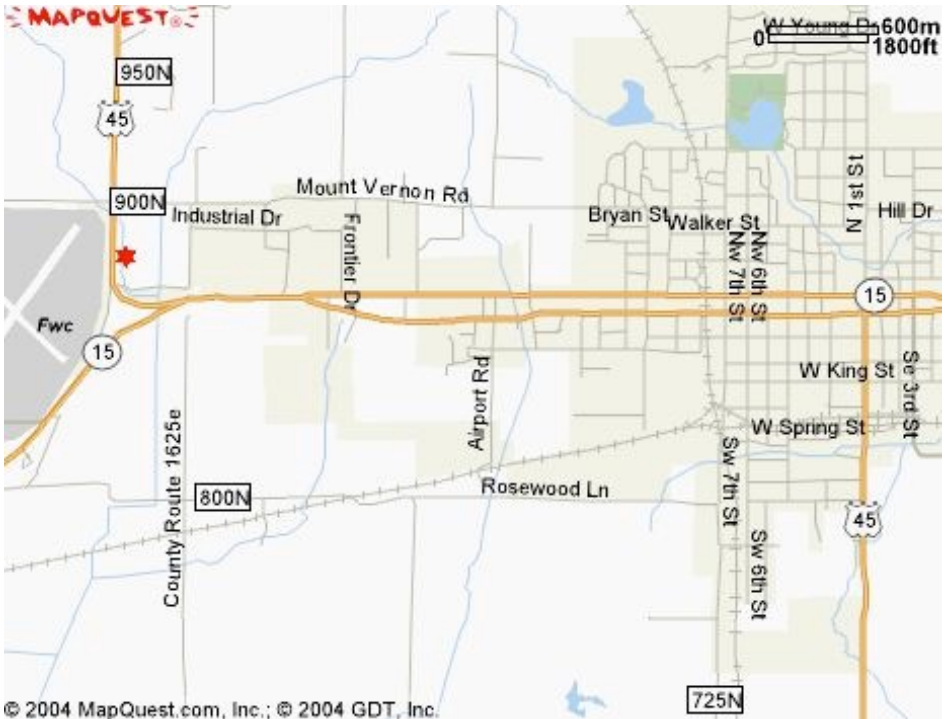 MAPQUEST®
W Young Dr
0 600m
1800ft
950N
45
1st St N
900N
Mount Vernon Rd
Industrial Dr
Frontier Dr
Bryan St
Walker St
Hill Dr
Nw 7th St
Nw 6th St
15
Fwc
15
Airport Rd
W King St
Se 3rd St
W Spring St
County Route 1625e
800N
Rosewood Ln
Sw 7th St
45
Sw 6th St
725N
© 2004 MapQuest.com, Inc.; © 2004 GDT, Inc.